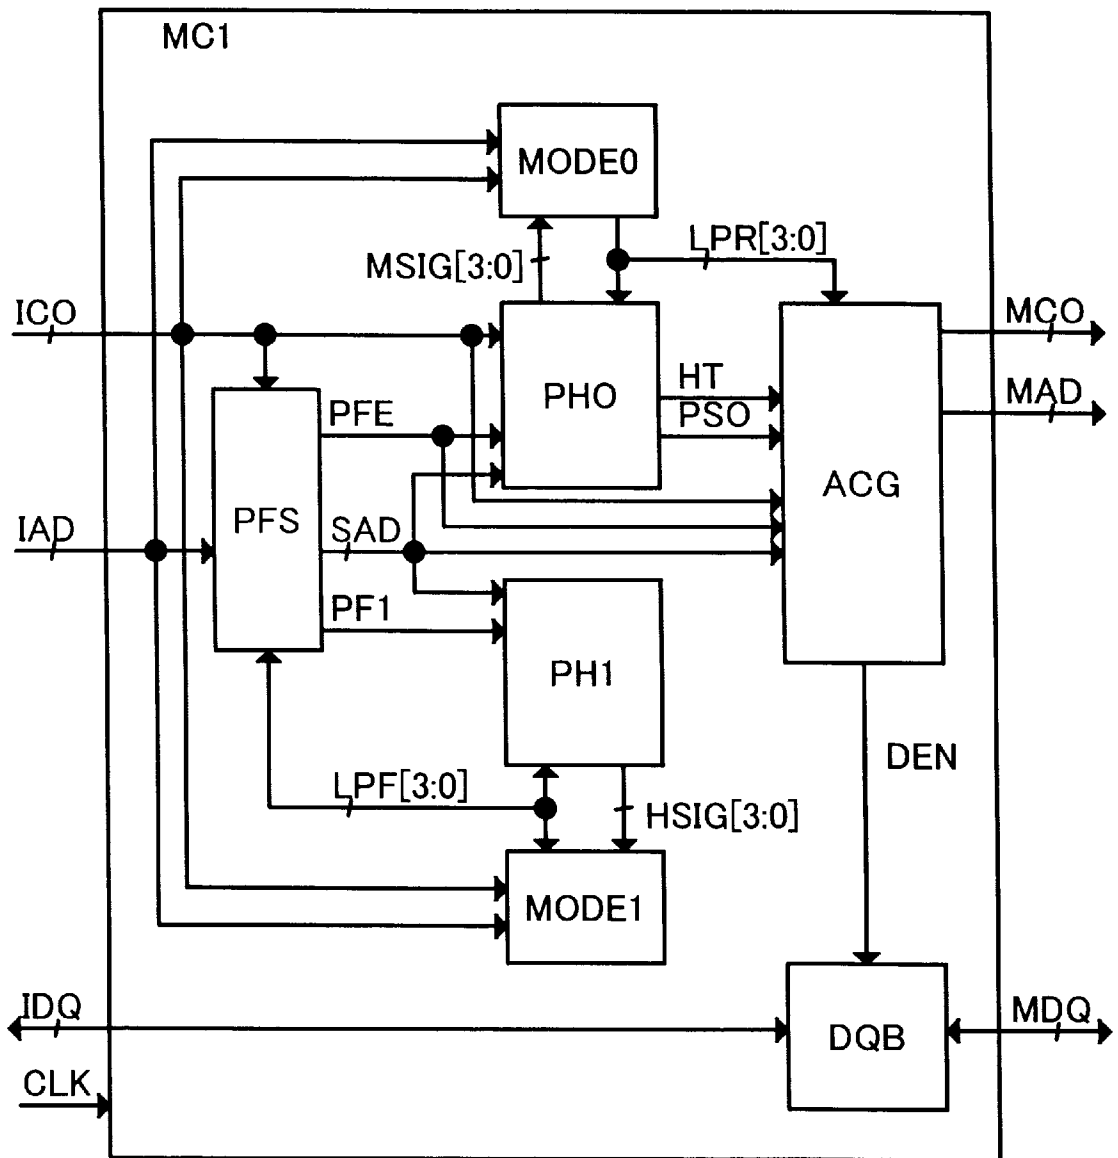 MC1
MODE0
LPR[3:0]
MSIG[3:0]
ICO
MCO
PFE
PHO
HT
PSO
MAD
IAD
PFS
SAD
ACG
PF1
PH1
LPF[3:0]
HSIG[3:0]
DEN
MODE1
IDQ
DQB
MDQ
CLK